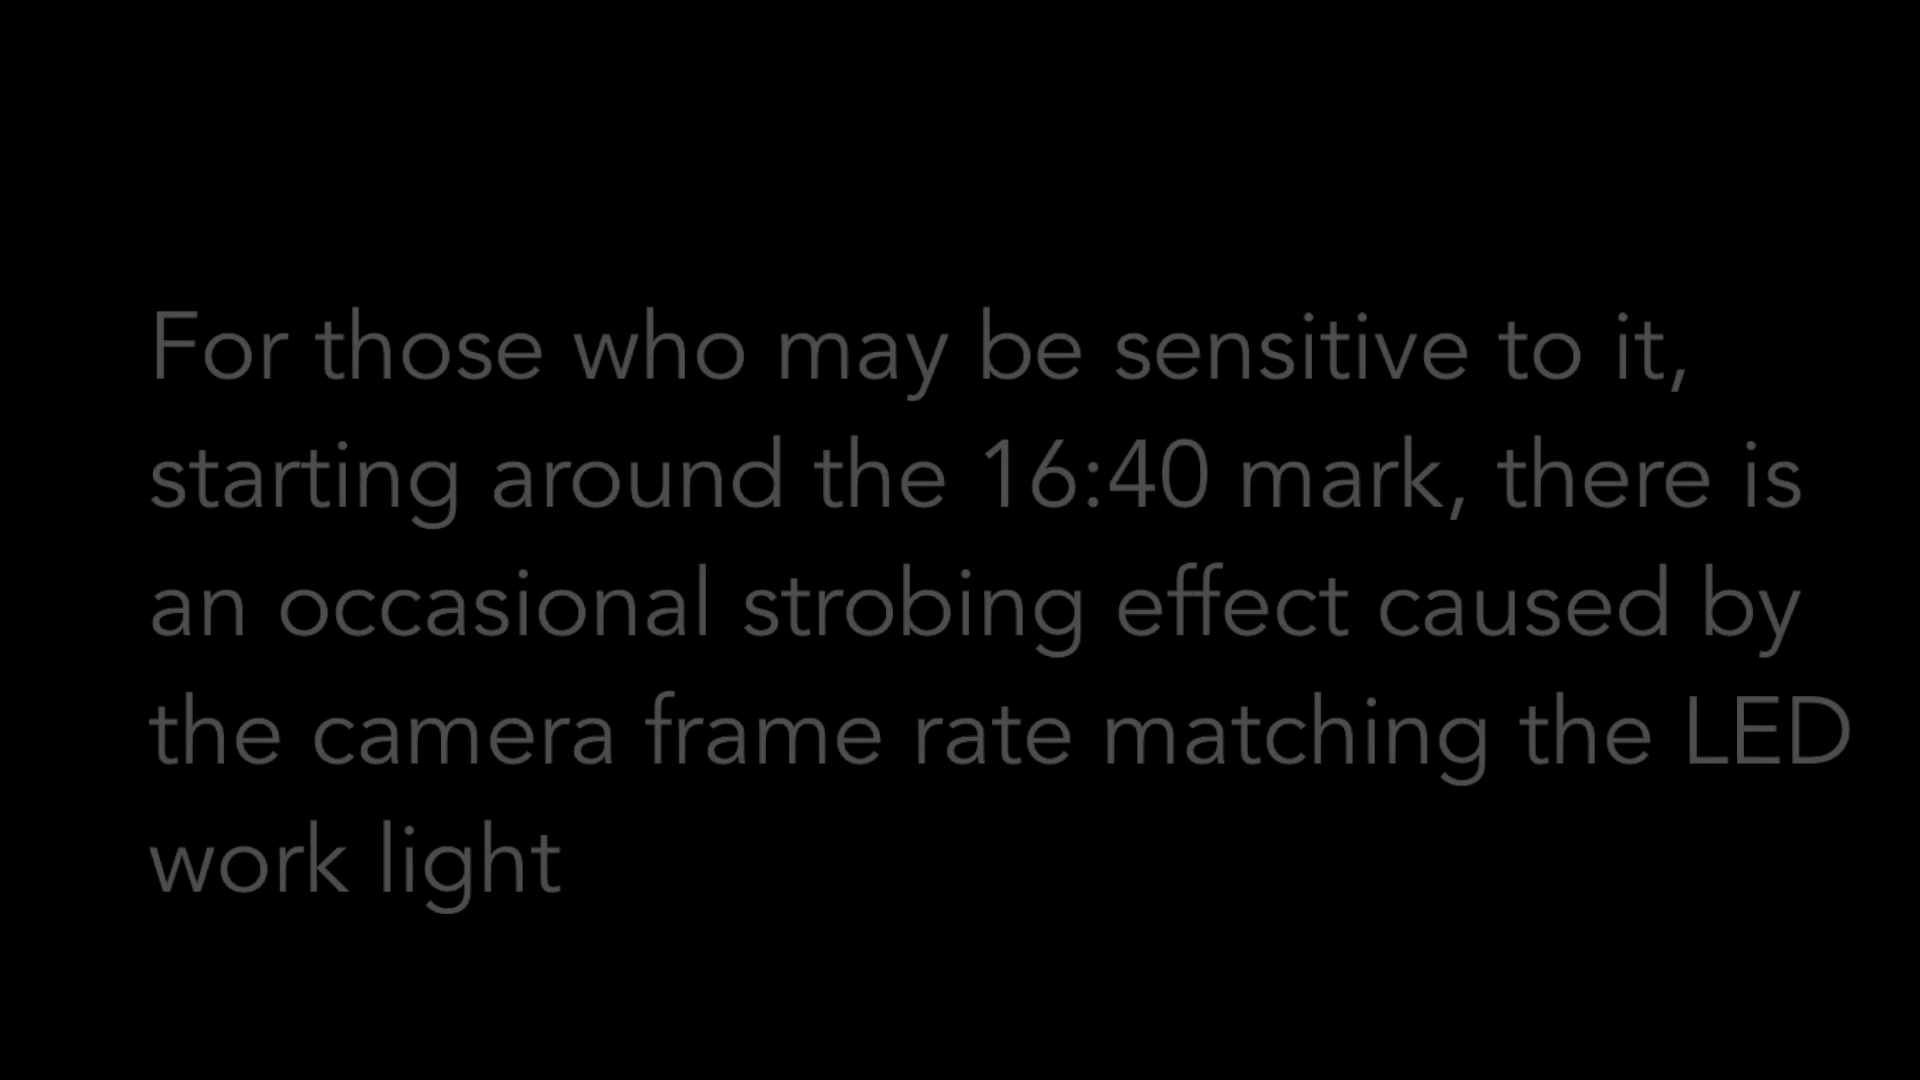 For those who may be sensitive to it,
starting around the 16:40 mark, there is
an occasional strobing effect caused by
the camera frame rate matching the LED
work light